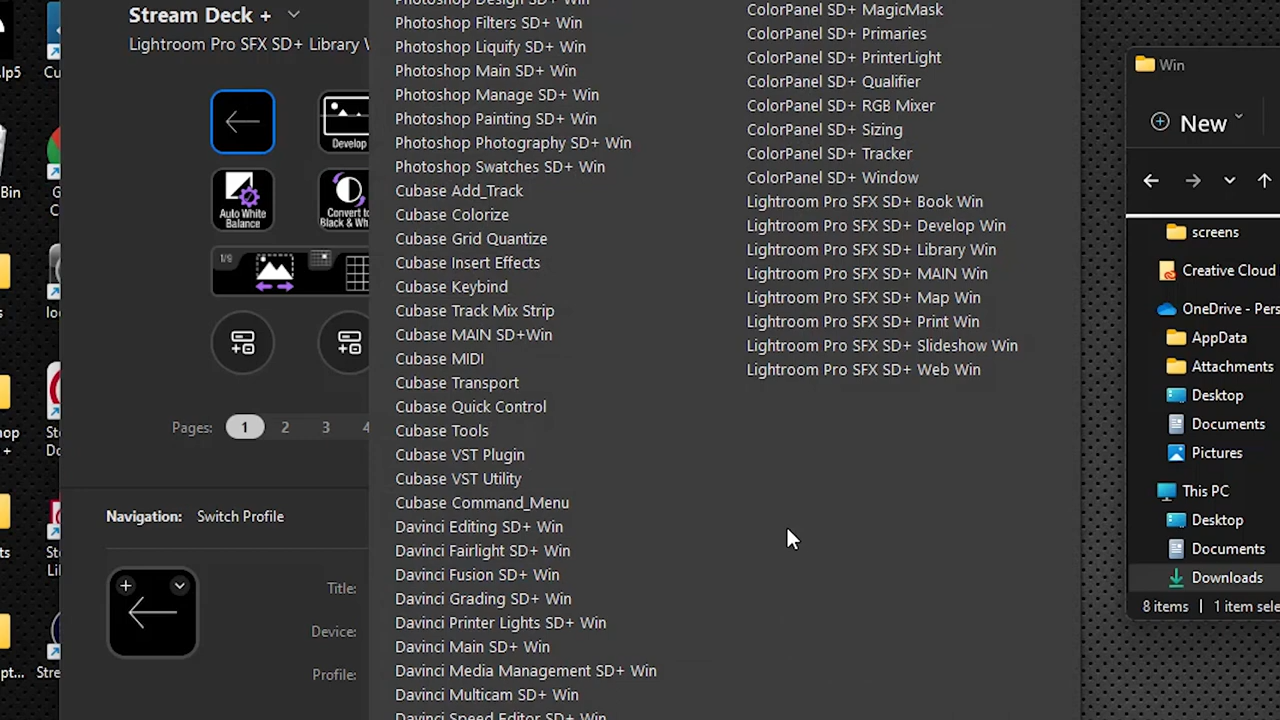 Stream Deck +
Lightroom Pro SFX SD+ Library
Develop
Auto White
Balance
Convert to
1/9
Pages: 1 2 3 4
Navigation: Switch Profile
Title:
Device:
Profile:
Photoshop Design SD+ Win
Photoshop Filters SD+ Win
Photoshop Liquify SD+ Win
Photoshop Main SD+ Win
Photoshop Manage SD+ Win
Photoshop Painting SD+ Win
Photoshop Photography SD+ Win
Photoshop Swatches SD+ Win
Cubase Add_Track
Cubase Colorize
Cubase Grid Quantize
Cubase Insert Effects
Cubase Keybind
Cubase Track Mix Strip
Cubase MAIN SD+Win
Cubase MIDI
Cubase Transport
Cubase Quick Control
Cubase Tools
Cubase VST Plugin
Cubase VST Utility
Cubase Command_Menu
Davinci Editing SD+ Win
Davinci Fairlight SD+ Win
Davinci Fusion SD+ Win
Davinci Grading SD+ Win
Davinci Printer Lights SD+ Win
Davinci Main SD+ Win
Davinci Media Management SD+ Win
Davinci Multicam SD+ Win
Davinci Speed Editor SD+ Win
ColorPanel SD+ MagicMask
ColorPanel SD+ Primaries
ColorPanel SD+ PrinterLight
ColorPanel SD+ Qualifier
ColorPanel SD+ RGB Mixer
ColorPanel SD+ Sizing
ColorPanel SD+ Tracker
ColorPanel SD+ Window
Lightroom Pro SFX SD+ Book Win
Lightroom Pro SFX SD+ Develop Win
Lightroom Pro SFX SD+ Library Win
Lightroom Pro SFX SD+ MAIN Win
Lightroom Pro SFX SD+ Map Win
Lightroom Pro SFX SD+ Print Win
Lightroom Pro SFX SD+ Slideshow Win
Lightroom Pro SFX SD+ Web Win
Win
New
screens
Creative Cloud
OneDrive - Pers
AppData
Attachments
Desktop
Documents
Pictures
This PC
Desktop
Documents
Downloads
8 items 1 item sele